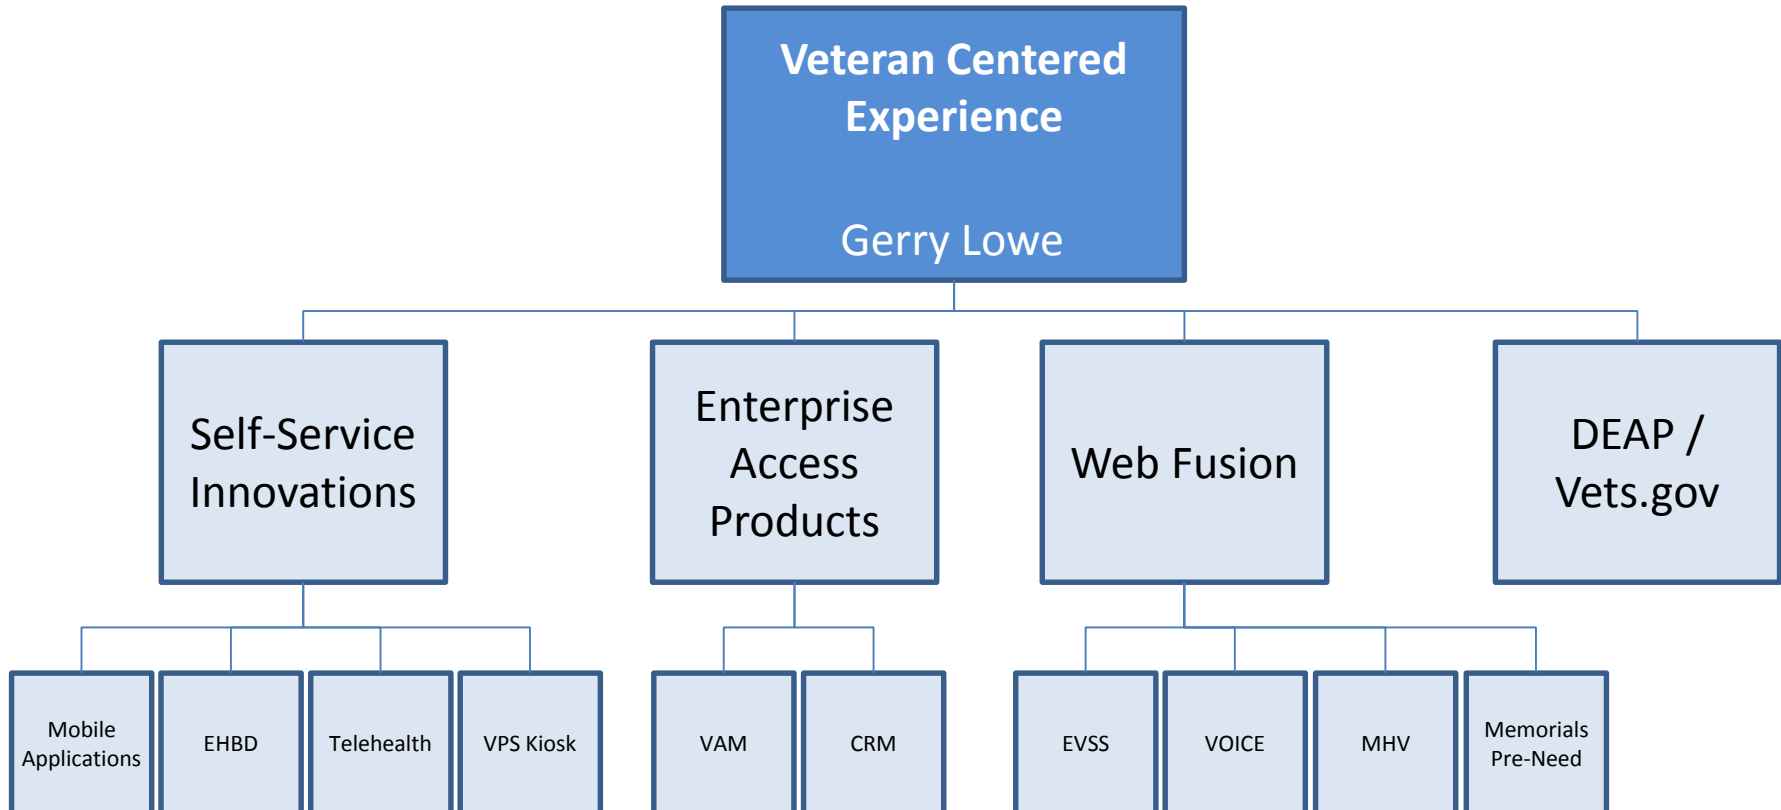 Veteran Centered
Experience
Gerry Lowe
Self-Service
Innovations
Enterprise
Access
Products
Web Fusion
DEAP /
Vets.gov
Mobile
Applications
EHBD
Telehealth
VPS Kiosk
VAM
CRM
EVSS
VOICE
MHV
Memorials
Pre-Need